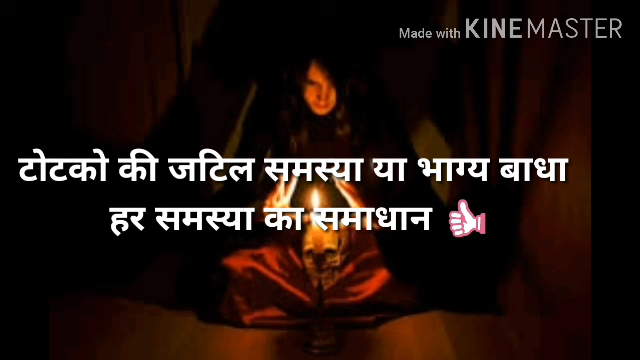 Made with KINEMASTER
टोटको की जटिल समस्या या भाग्य बाधा
हर समस्या का समाधान 👍